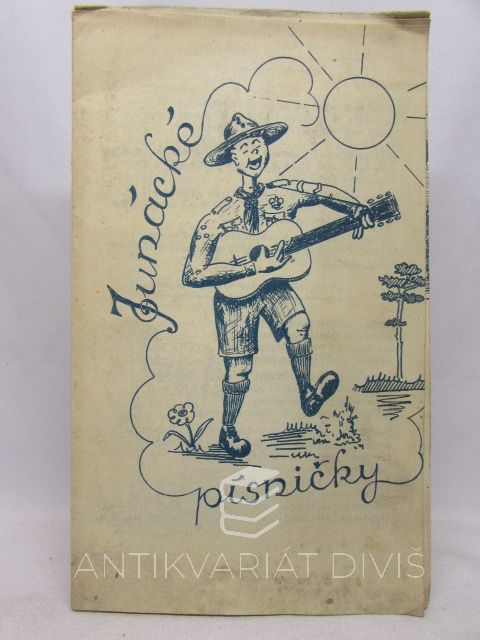 Junácké
písničky
ANTIKVARIÁT DIVIŠ